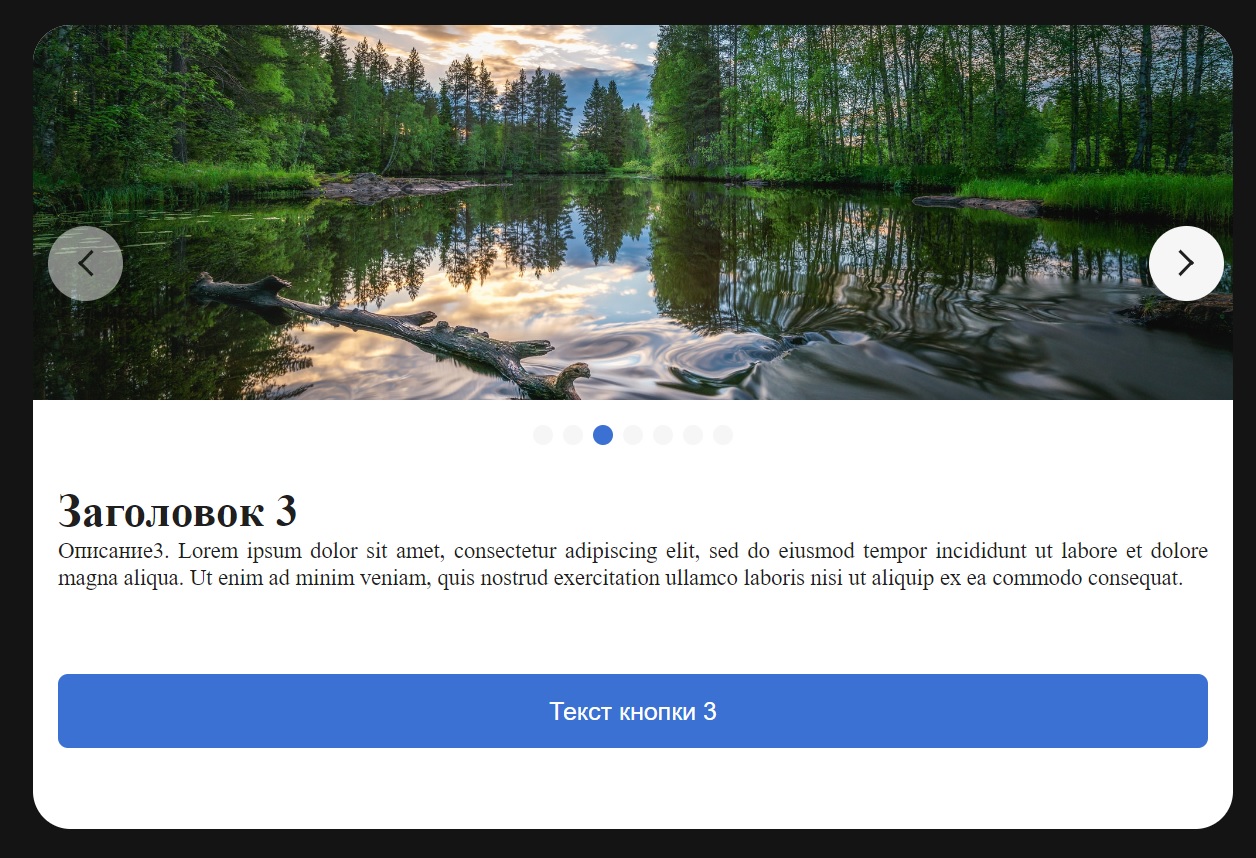 Заголовок 3
Описание3. Lorem ipsum dolor sit amet, consectetur adipiscing elit, sed do eiusmod tempor incididunt ut labore et dolore
magna aliqua. Ut enim ad minim veniam, quis nostrud exercitation ullamco laboris nisi ut aliquip ex ea commodo consequat.
Текст кнопки 3